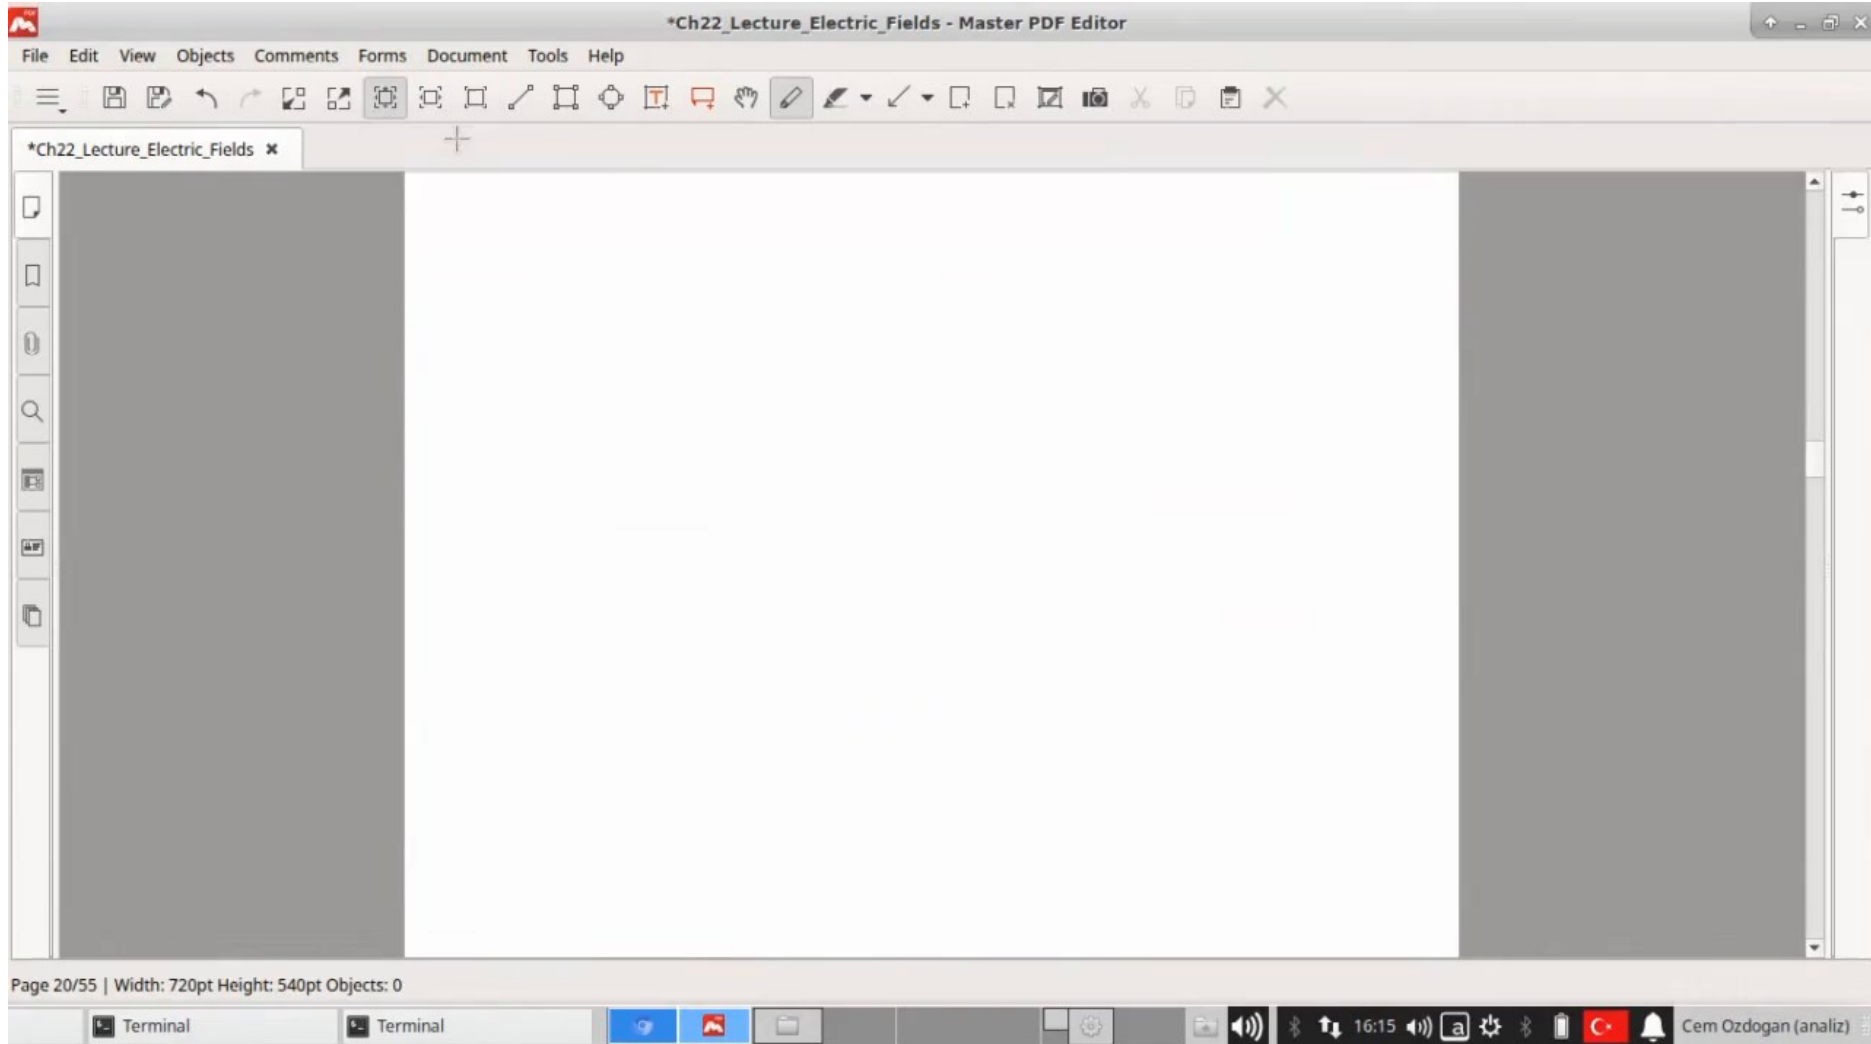 *Ch22_Lecture_Electric_Fields - Master PDF Editor
File Edit View Objects Comments Forms Document Tools Help
*Ch22_Lecture_Electric_Fields
Page 20/55 | Width: 720pt Height: 540pt Objects: 0
Terminal Terminal 16:15 a Cem Ozdogan (analiz)